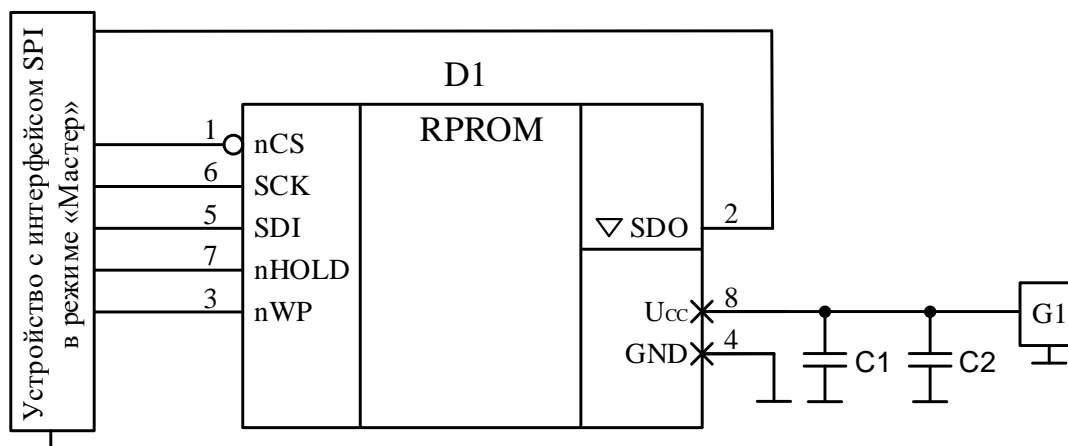 Устройство с интерфейсом SPI
в режиме «Мастер»
D1
RPROM
1 nCS
6 SCK
5 SDI
7 nHOLD
3 nWP
▽ SDO 2
Ucc 8
GND 4
C1
C2
G1